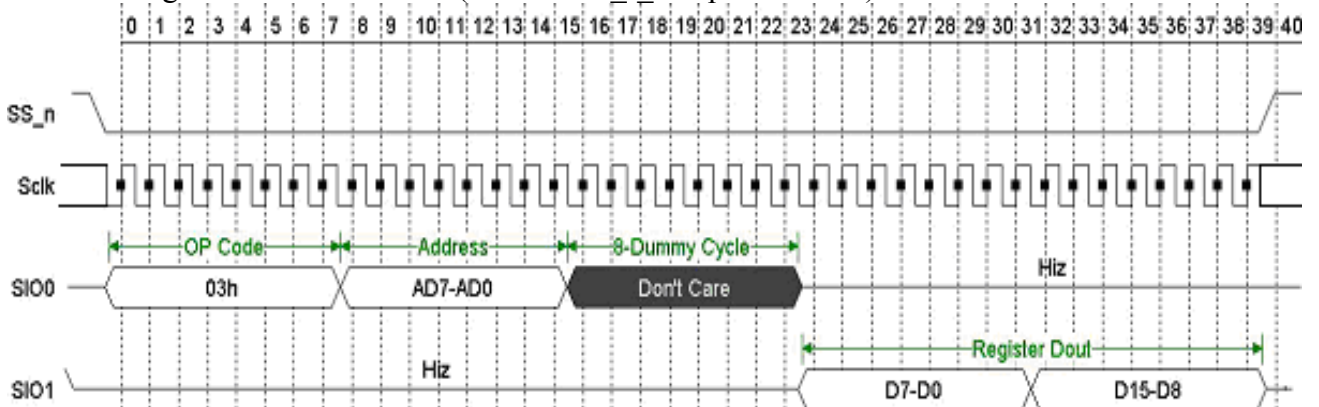 0 1 2 3 4 5 6 7 8 9 10 11 12 13 14 15 16 17 18 19 20 21 22 23 24 25 26 27 28 29 30 31 32 33 34 35 36 37 38 39 40
SS_n
Sclk
OP Code Address 8-Dummy Cycle
SIO0 03h AD7-AD0 Don't Care Hiz
Register Dout
SIO1 Hiz D7-D0 D15-D8